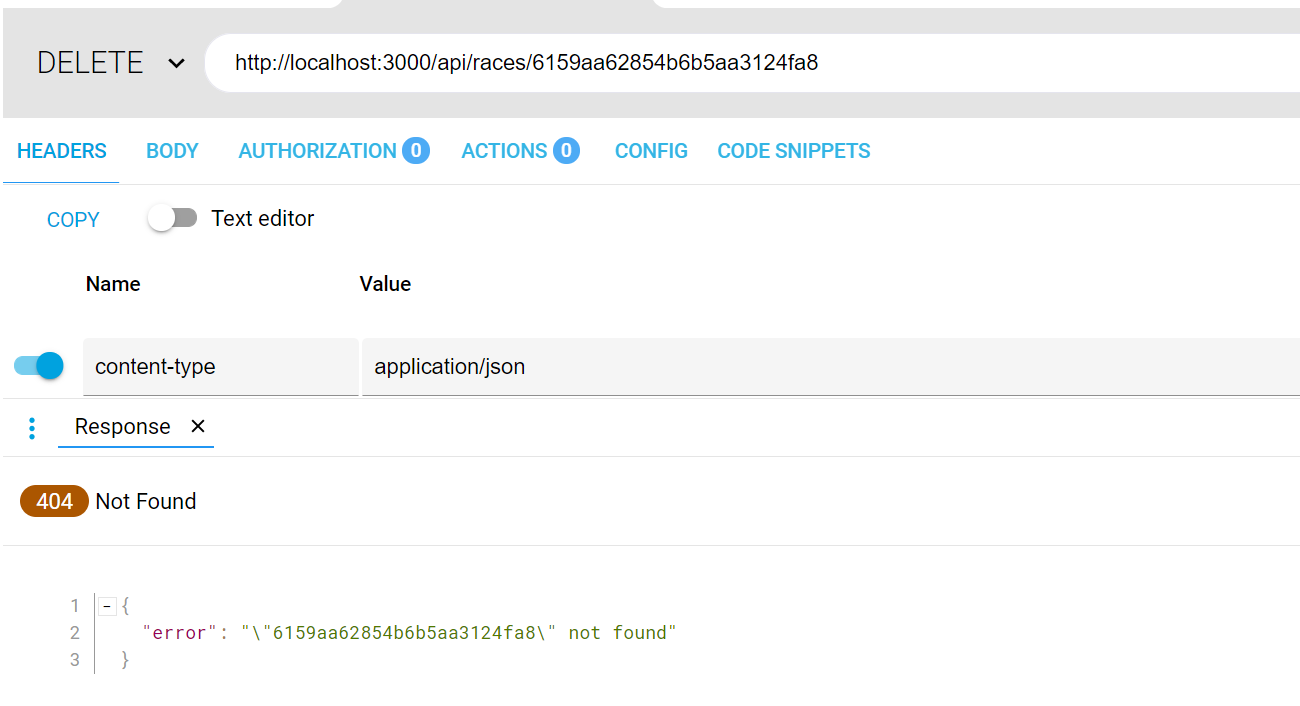 DELETE http://localhost:3000/api/races/6159aa62854b6b5aa3124fa8
HEADERS BODY AUTHORIZATION 0 ACTIONS 0 CONFIG CODE SNIPPETS
COPY Text editor
Name Value
content-type application/json
Response
404 Not Found
1 {
2 "error": "\"6159aa62854b6b5aa3124fa8\" not found"
3 }